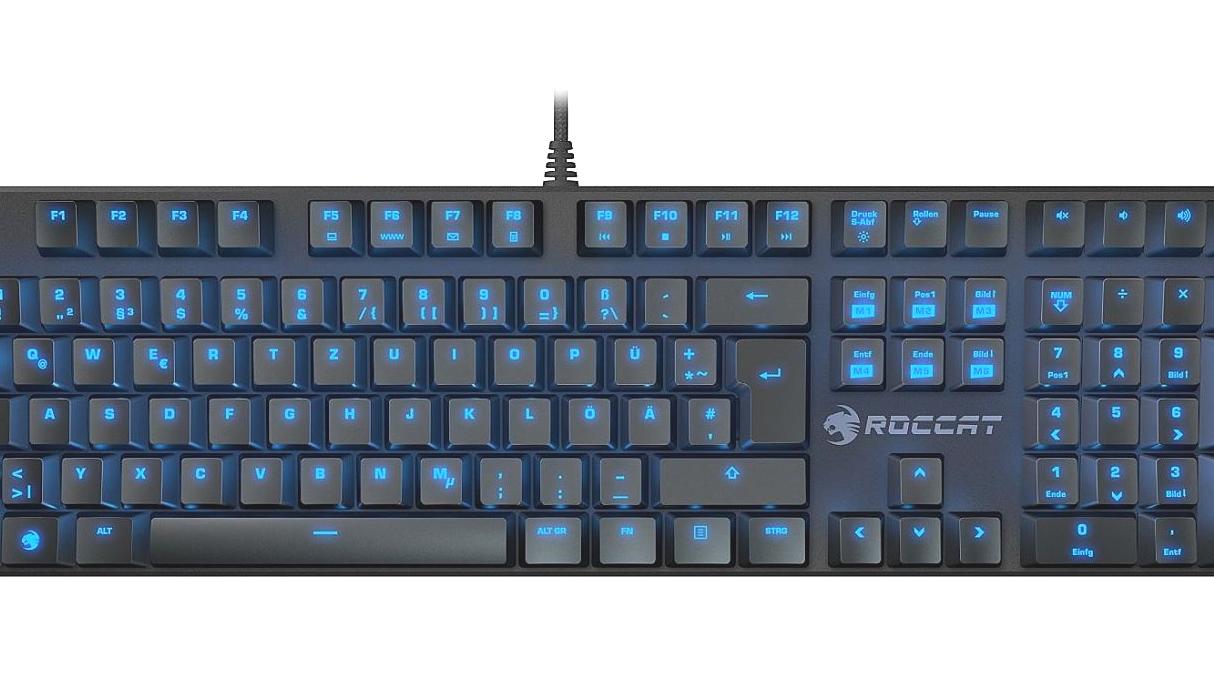 F1 F2 F3 F4 F5 F6 F7 F8 F9 F10 F11 F12 Druck Rollen Pause
S-Abf
www
2 3 4 5 6 7 8 9 0 ß Einfg Pos1 Bild NUM ÷ ×
„ ² § ³ $ % & / { ( [ ) ] = } ? \ M1 M2 M3
Q W E R T Z U I O P Ü + Entf Ende Bild 7 8 9
@ € * ~ M4 M5 M6 Pos1 Bild
A S D F G H J K L Ö Ä # ROCCAT 4 5 6
'
< Y X C V B N M , . - 1 2 3
> | µ ; : _ Ende Bild
ALT ALT GR FN STRG 0 ,
Einfg Entf